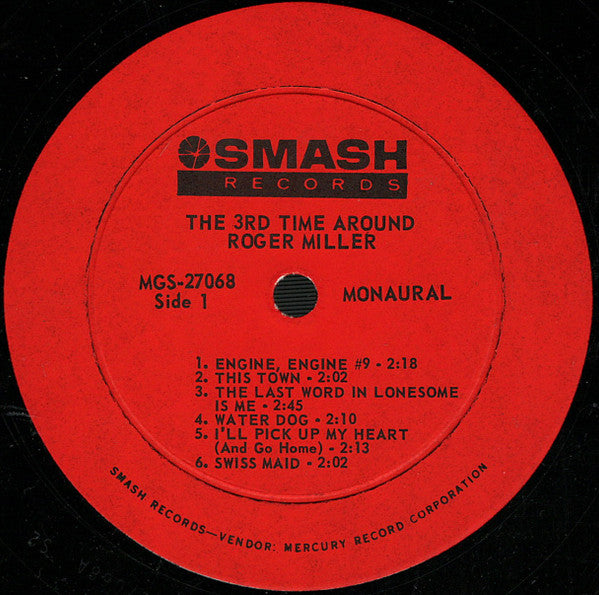 SMASH
RECORDS
THE 3RD TIME AROUND
ROGER MILLER
MGS-27068
Side 1
MONAURAL
1. ENGINE, ENGINE #9 - 2:18
2. THIS TOWN - 2:02
3. THE LAST WORD IN LONESOME
IS ME - 2:45
4. WATER DOG - 2:10
5. I'LL PICK UP MY HEART
(And Go Home) - 2:13
6. SWISS MAID - 2:02
SMASH RECORDS—VENDOR: MERCURY RECORD CORPORATION